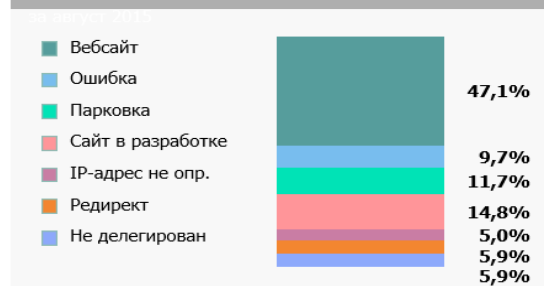 за август 2015
Вебсайт
Ошибка
47,1%
Парковка
Сайт в разработке
9,7%
IP-адрес не опр.
11,7%
Редирект
14,8%
Не делегирован
5,0%
5,9%
5,9%